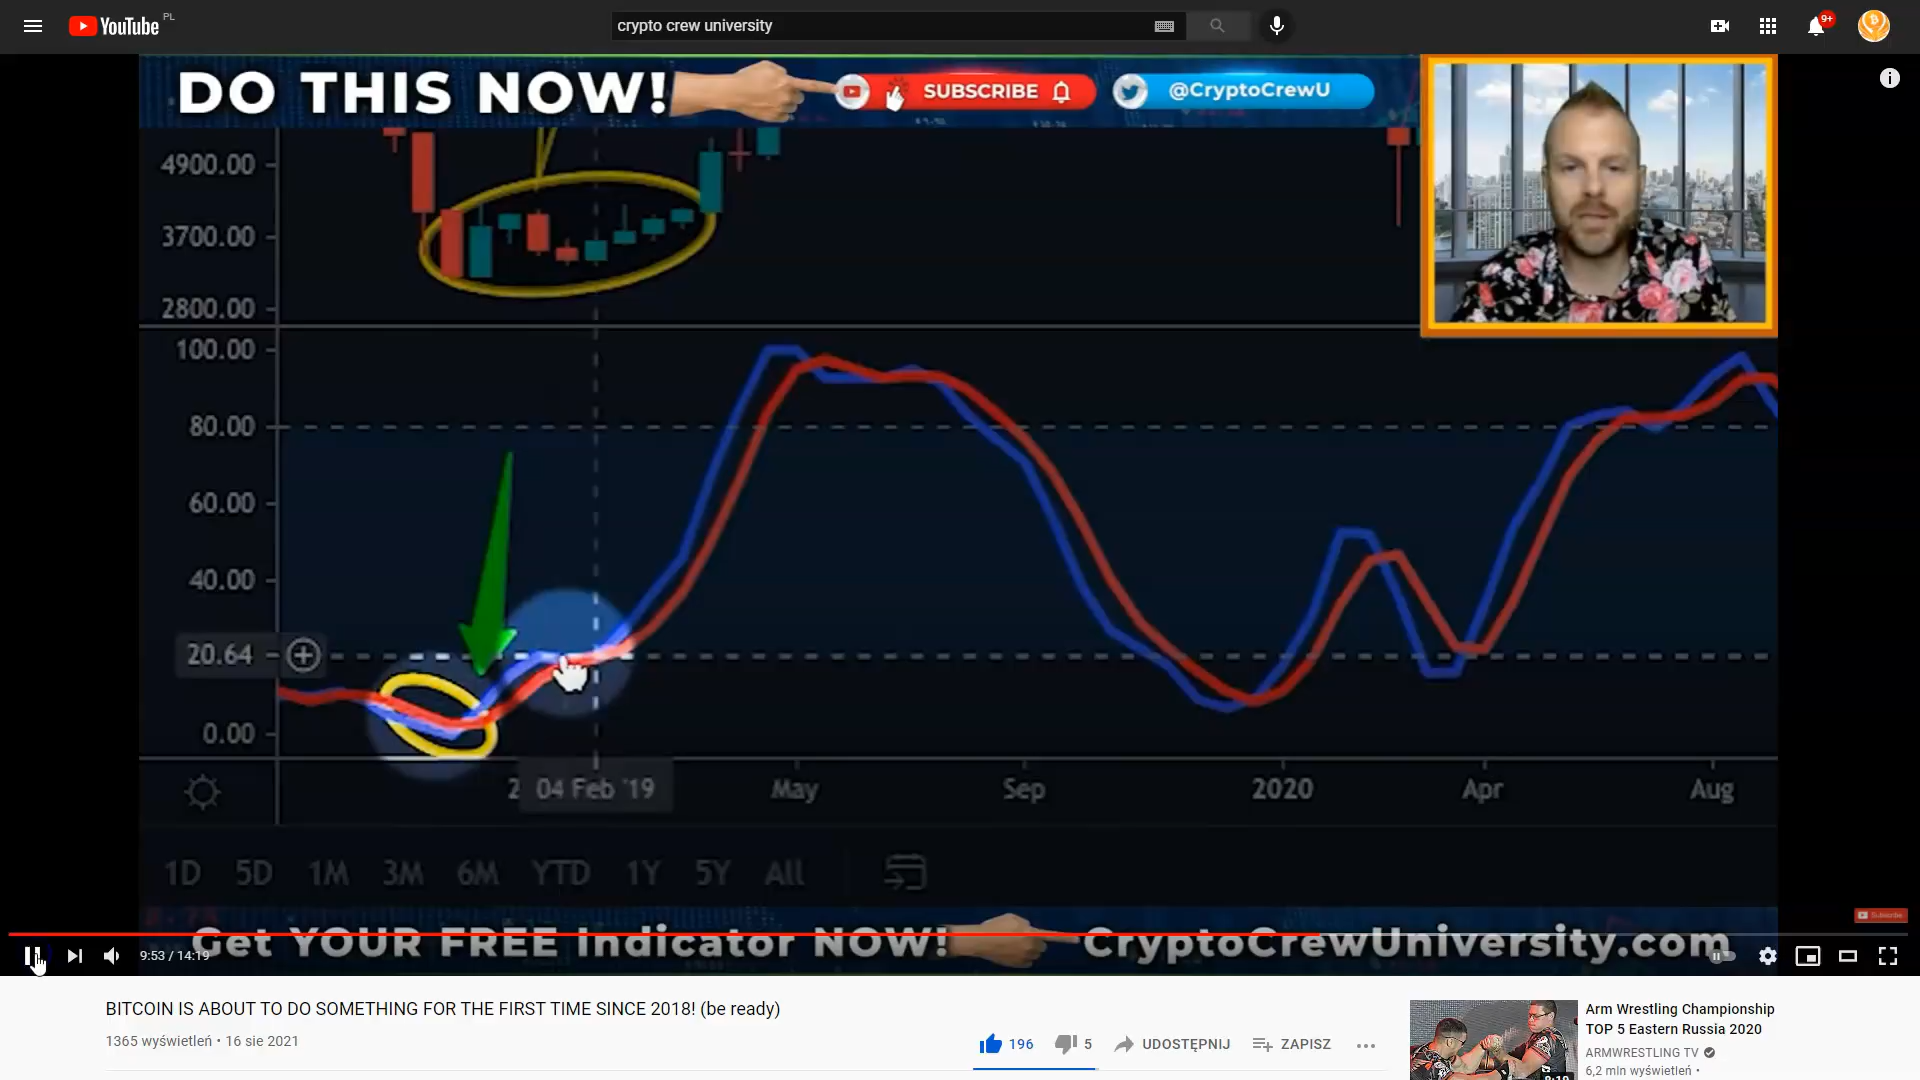 YouTube PL
crypto crew university
9+
DO THIS NOW!
SUBSCRIBE
@CryptoCrewU
4900.00
3700.00
2800.00
100.00
80.00
60.00
40.00
20.64
0.00
04 Feb '19
May
Sep
2020
Apr
Aug
1D 5D 1M 3M 6M YTD 1Y 5Y All
Subscribe
Get YOUR FREE Indicator NOW!
CryptoCrewUniversity.com
9:53 / 14:19
BITCOIN IS ABOUT TO DO SOMETHING FOR THE FIRST TIME SINCE 2018! (be ready)
1365 wyświetleń • 16 sie 2021
196
5
UDOSTĘPNIJ
ZAPISZ
Arm Wrestling Championship
TOP 5 Eastern Russia 2020
ARMWRESTLING TV
6,2 mln wyświetleń •